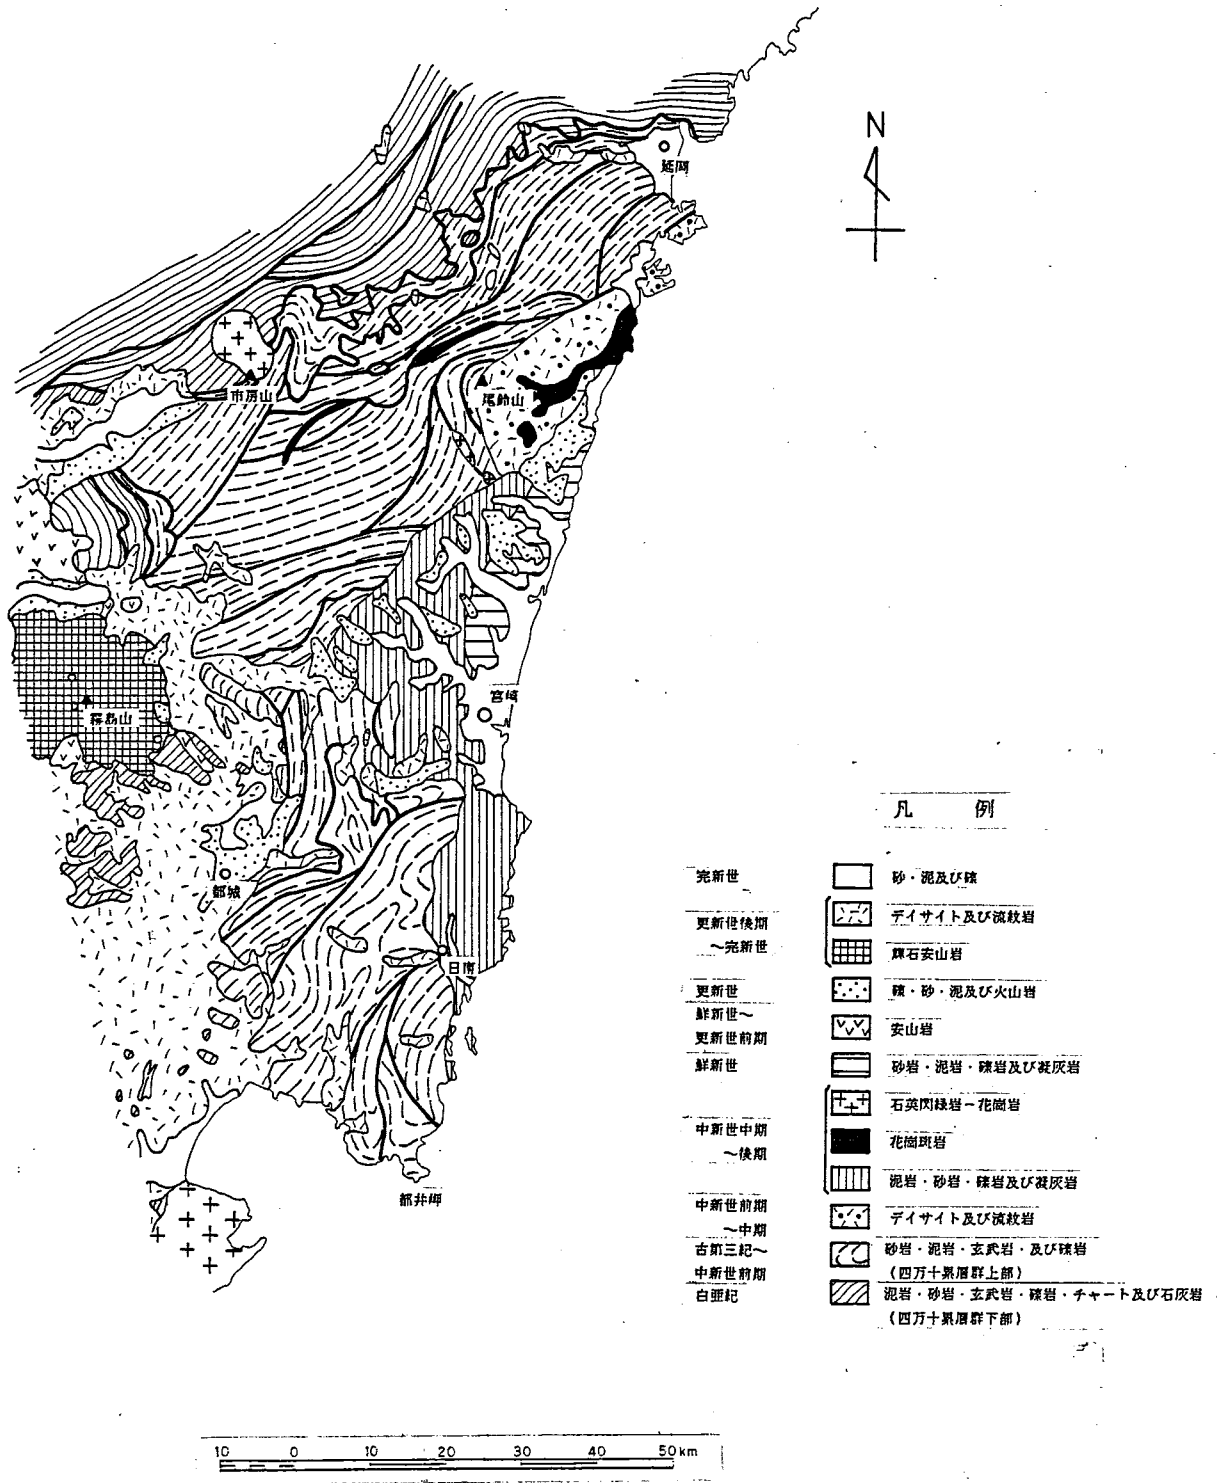 N
延岡
市房山
尾鈴山
宮崎
霧島山
都城
日南
都井岬
凡 例
完新世
砂・泥及び礫
更新世後期
～完新世
デイサイト及び流紋岩
輝石安山岩
更新世
礫・砂・泥及び火山岩
鮮新世～
更新世前期
安山岩
鮮新世
砂岩・泥岩・礫岩及び凝灰岩
石英閃緑岩－花崗岩
中新世中期
～後期
花崗斑岩
泥岩・砂岩・礫岩及び凝灰岩
中新世前期
～中期
デイサイト及び流紋岩
古第三紀～
中新世前期
砂岩・泥岩・玄武岩・及び礫岩
（四万十累層群上部）
白亜紀
泥岩・砂岩・玄武岩・礫岩・チャート及び石灰岩
（四万十累層群下部）
10 0 10 20 30 40 50km